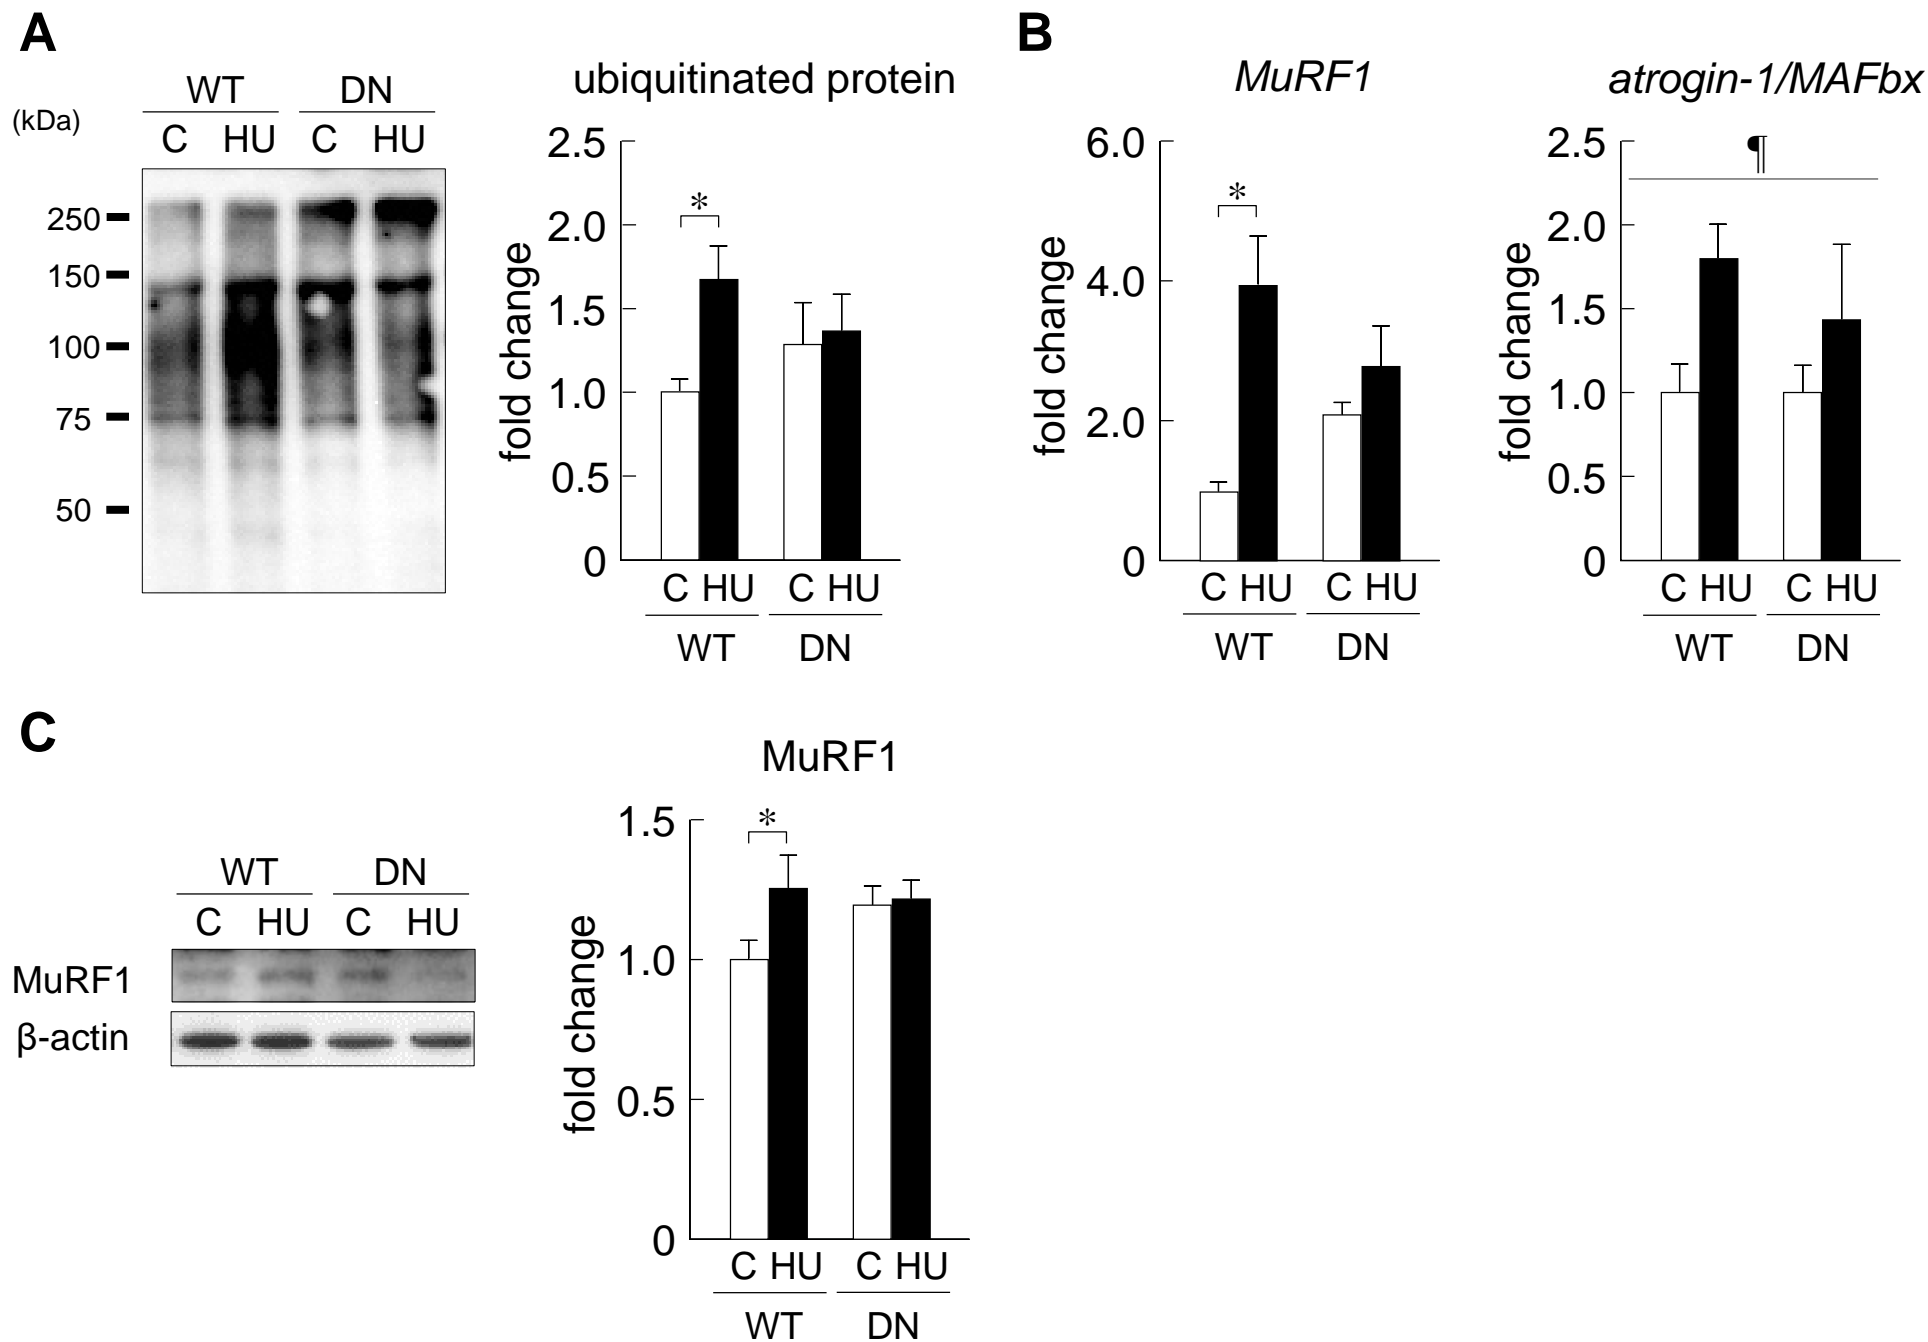 A
WT DN
(kDa)
C HU C HU
250
150
100
75
50
ubiquitinated protein
fold change
2.5
2.0
1.5
1.0
0.5
0
*
C HU C HU
WT DN
B
MuRF1
fold change
6.0
4.0
2.0
0
*
C HU C HU
WT DN
atrogin-1/MAFbx
fold change
2.5
2.0
1.5
1.0
0.5
0
¶
C HU C HU
WT DN
C
WT DN
C HU C HU
MuRF1
β-actin
MuRF1
fold change
1.5
1.0
0.5
0
*
C HU C HU
WT DN